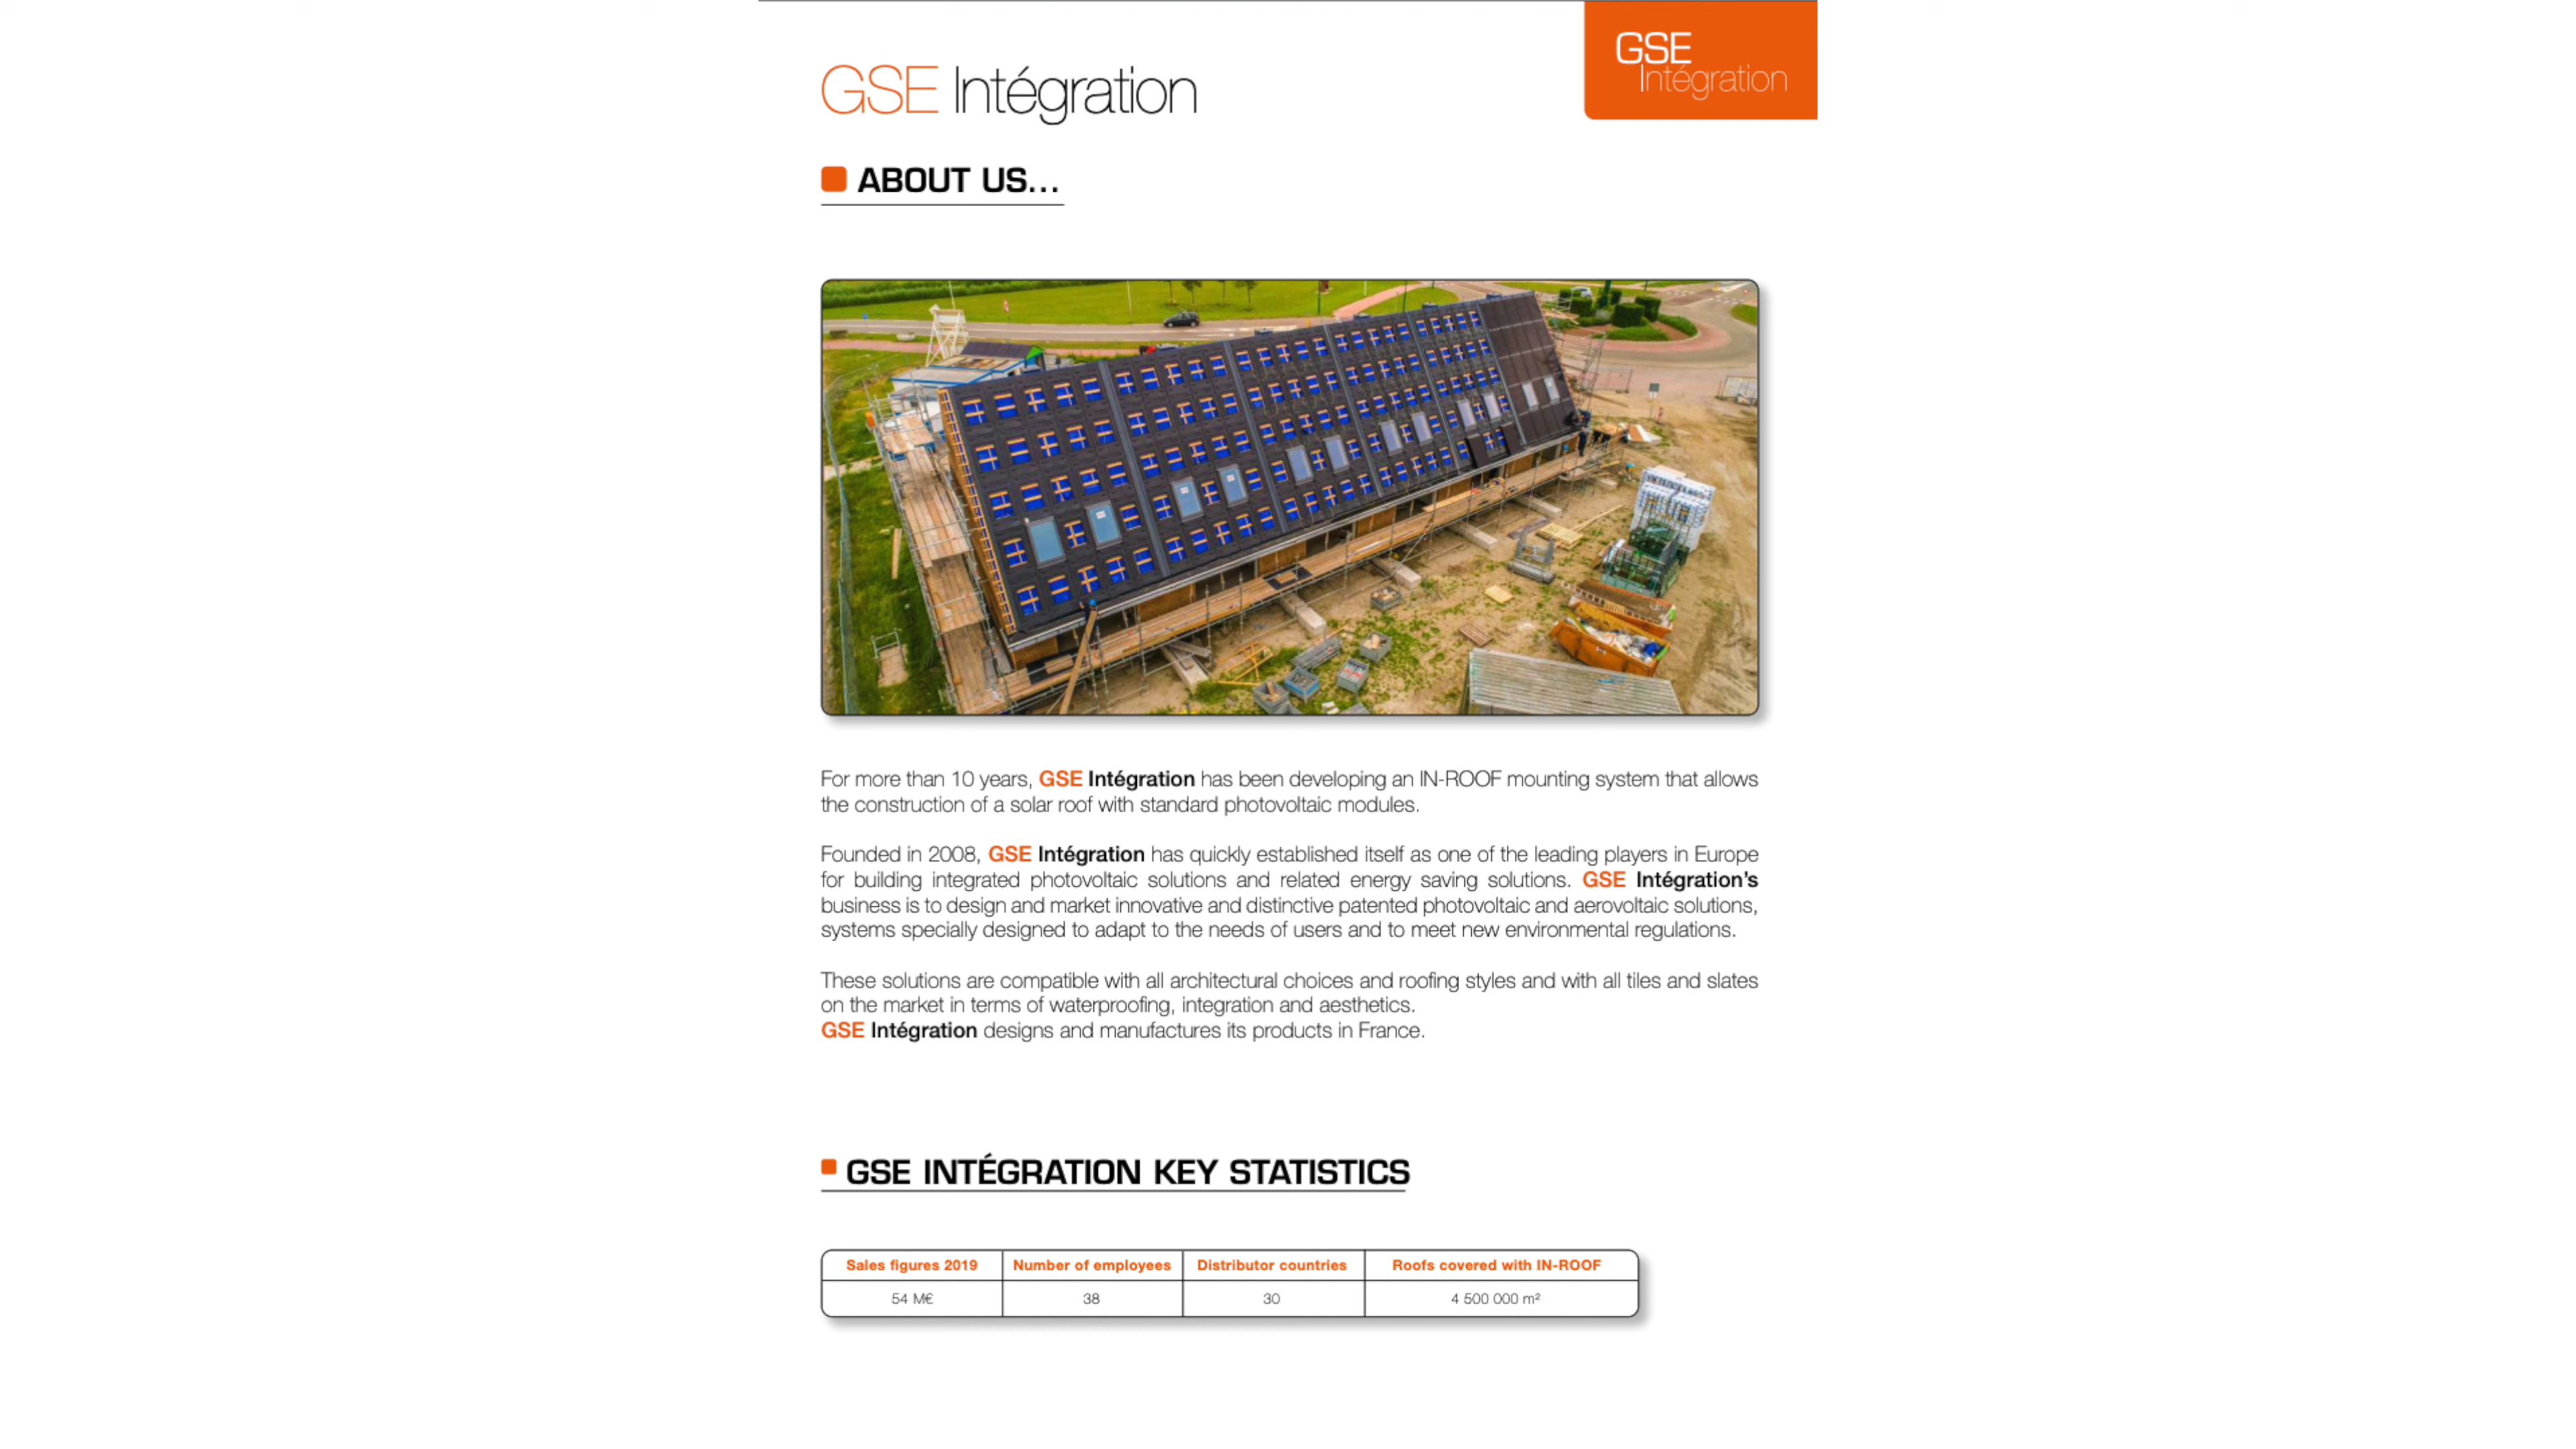 GSE
Intégration
GSE Intégration
ABOUT US...
For more than 10 years, GSE Intégration has been developing an IN-ROOF mounting system that allows
the construction of a solar roof with standard photovoltaic modules.
Founded in 2008, GSE Intégration has quickly established itself as one of the leading players in Europe
for building integrated photovoltaic solutions and related energy saving solutions. GSE Intégration's
business is to design and market innovative and distinctive patented photovoltaic and aerovoltaic solutions,
systems specially designed to adapt to the needs of users and to meet new environmental regulations.
These solutions are compatible with all architectural choices and roofing styles and with all tiles and slates
on the market in terms of waterproofing, integration and aesthetics.
GSE Intégration designs and manufactures its products in France.
GSE INTÉGRATION KEY STATISTICS
Sales figures 2019 Number of employees Distributor countries Roofs covered with IN-ROOF
54 M€ 38 30 4 500 000 m²